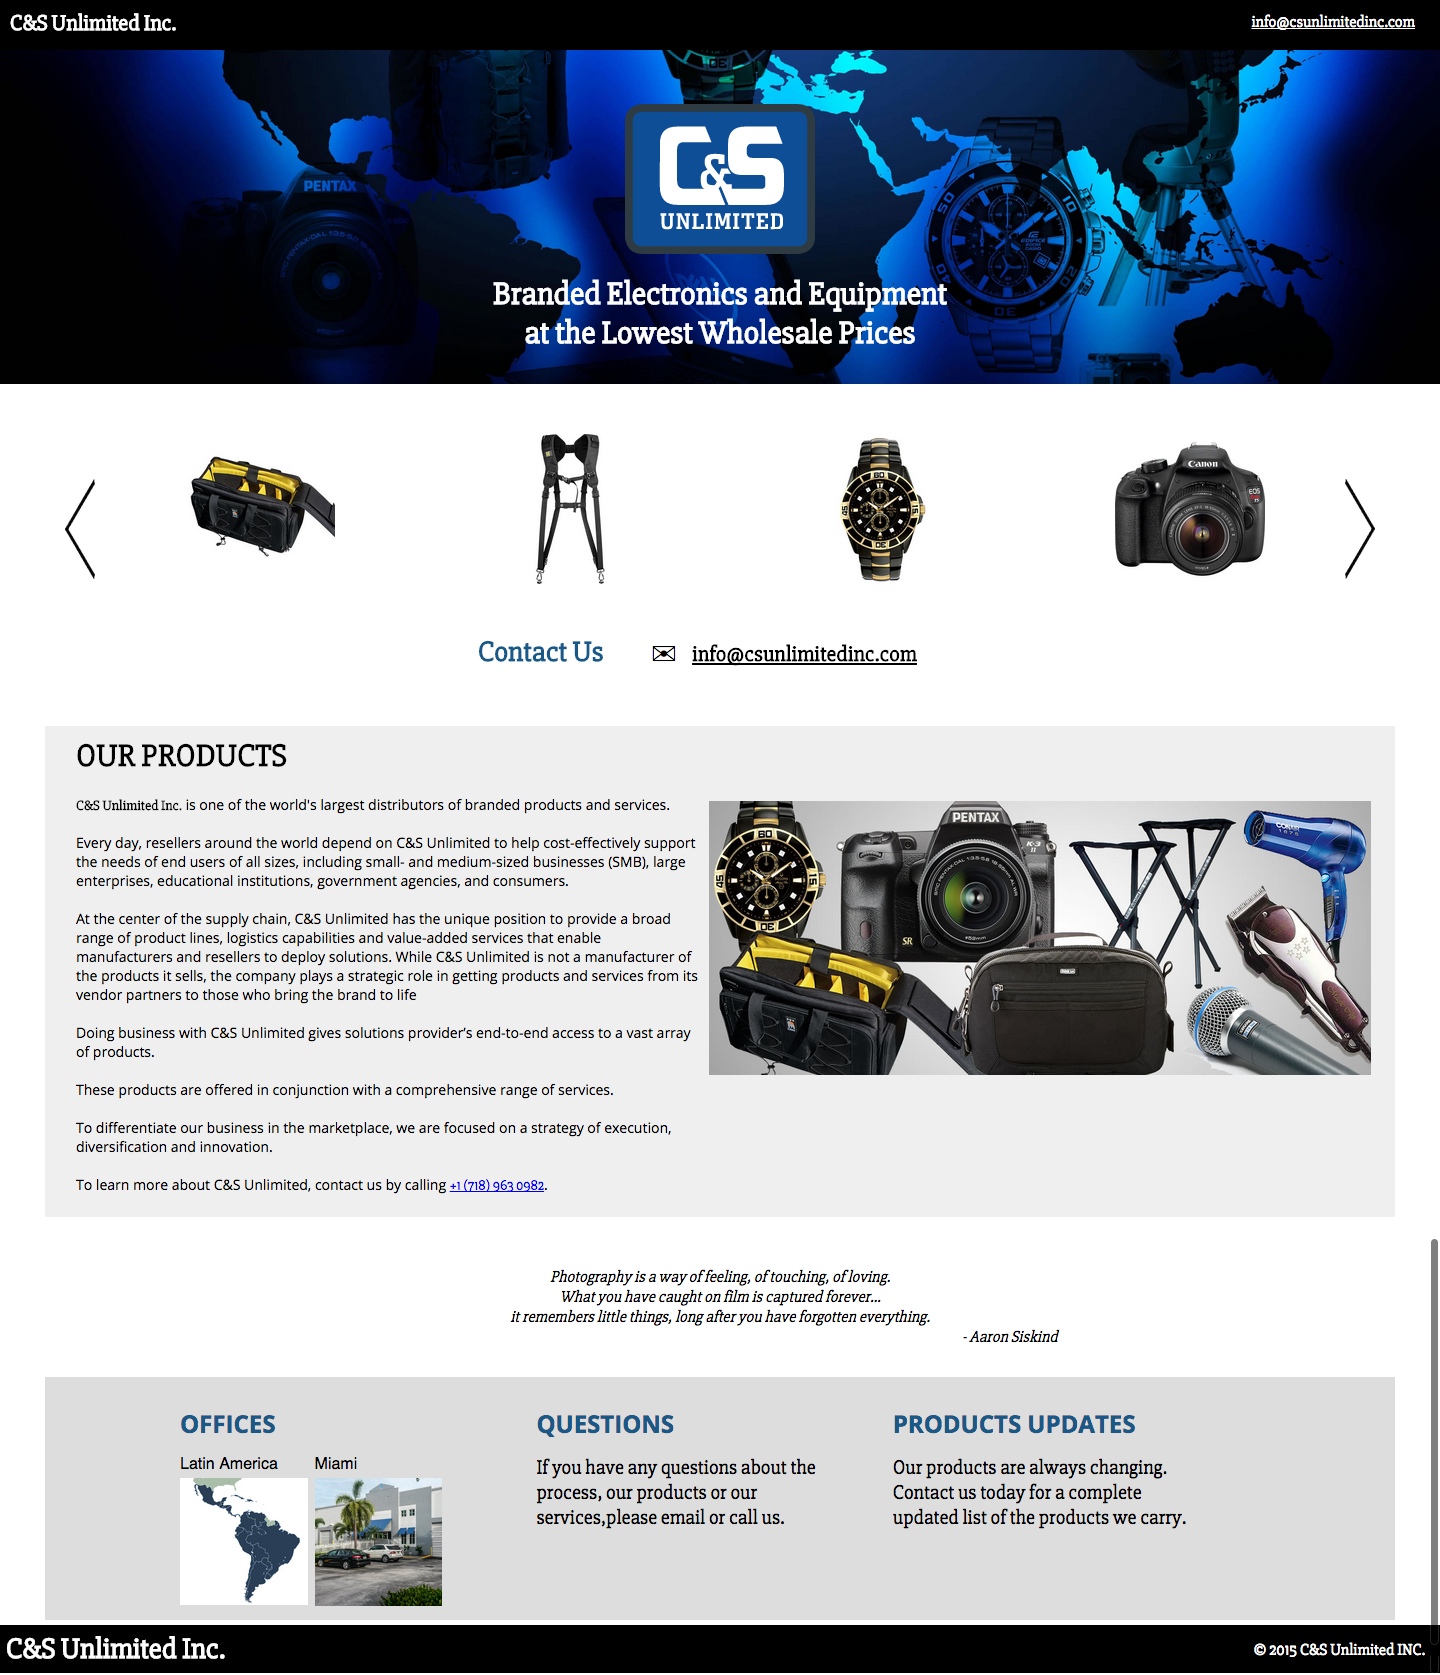 C&S Unlimited Inc.
info@csunlimitedinc.com
PENTAX
C&S
UNLIMITED
EDIFICE
Branded Electronics and Equipment
at the Lowest Wholesale Prices
Canon
EOS
Contact Us
info@csunlimitedinc.com
OUR PRODUCTS
C&S Unlimited Inc. is one of the world's largest distributors of branded products and services.
Every day, resellers around the world depend on C&S Unlimited to help cost-effectively support
the needs of end users of all sizes, including small- and medium-sized businesses (SMB), large
enterprises, educational institutions, government agencies, and consumers.
At the center of the supply chain, C&S Unlimited has the unique position to provide a broad
range of product lines, logistics capabilities and value-added services that enable
manufacturers and resellers to deploy solutions. While C&S Unlimited is not a manufacturer of
the products it sells, the company plays a strategic role in getting products and services from its
vendor partners to those who bring the brand to life
Doing business with C&S Unlimited gives solutions provider's end-to-end access to a vast array
of products.
These products are offered in conjunction with a comprehensive range of services.
To differentiate our business in the marketplace, we are focused on a strategy of execution,
diversification and innovation.
To learn more about C&S Unlimited, contact us by calling +1 (718) 963 0982.
PENTAX
K-3
II
SR
CONAIR
1875
Photography is a way of feeling, of touching, of loving.
What you have caught on film is captured forever...
it remembers little things, long after you have forgotten everything.
- Aaron Siskind
OFFICES
Latin America
Miami
QUESTIONS
If you have any questions about the
process, our products or our
services,please email or call us.
PRODUCTS UPDATES
Our products are always changing.
Contact us today for a complete
updated list of the products we carry.
C&S Unlimited Inc.
© 2015 C&S Unlimited INC.